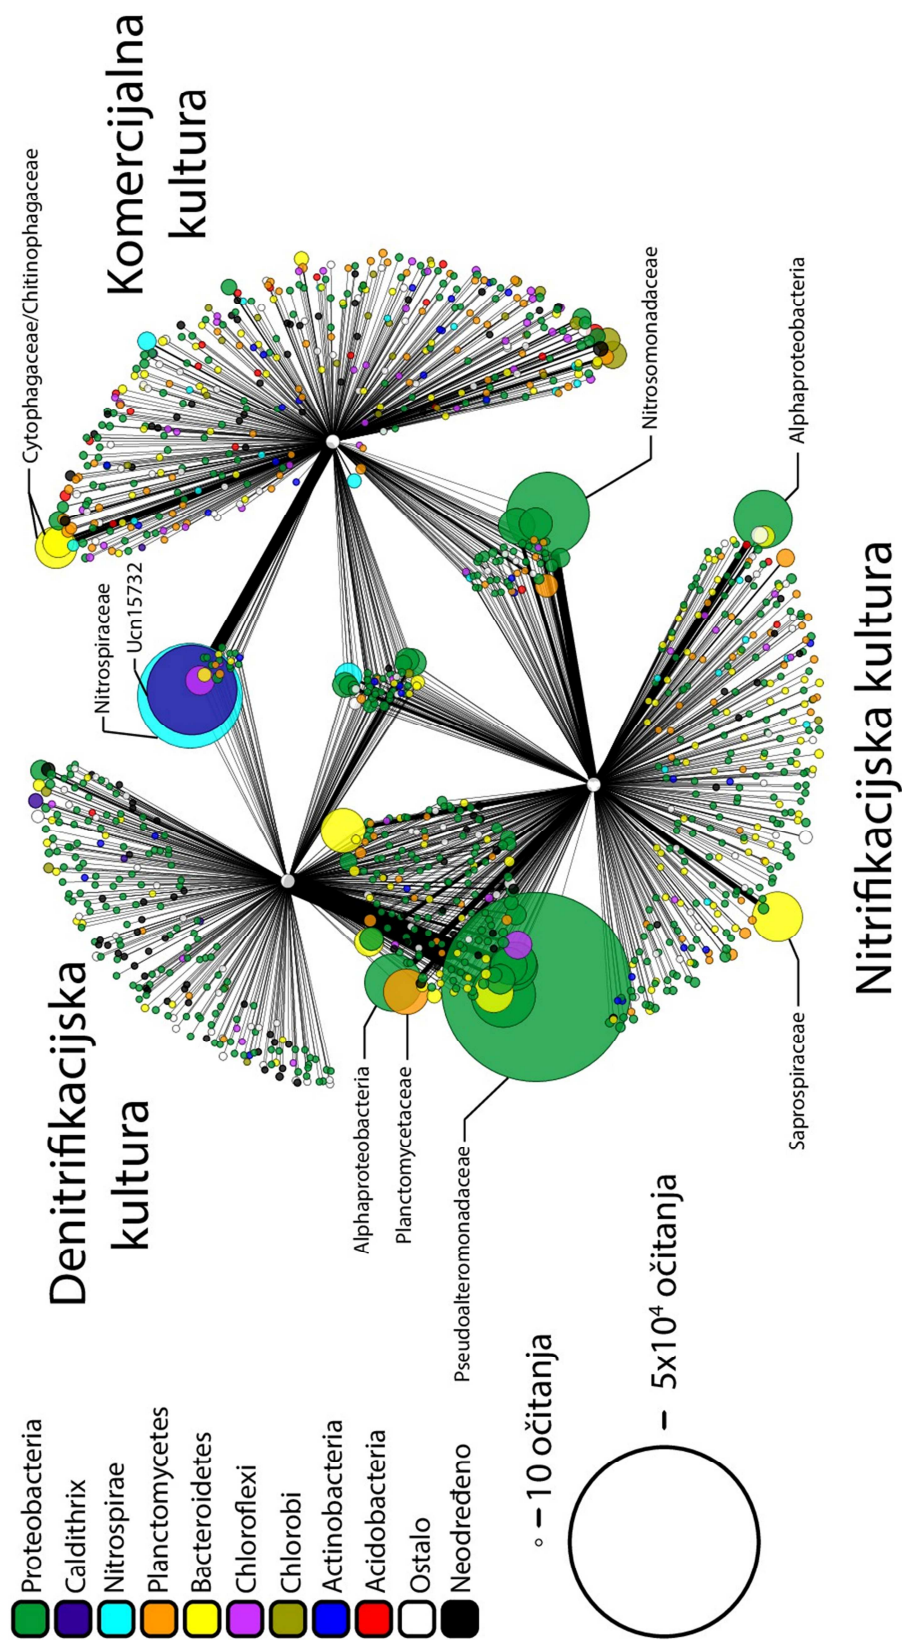 Proteobacteria
Caldithrix
Nitrospirae
Planctomycetes
Bacteroidetes
Chloroflexi
Chlorobi
Actinobacteria
Acidobacteria
Ostalo
Neodređeno
10 očitanja
5x10⁴ očitanja
Denitrifikacijska
kultura
Nitrospiraceae
Ucn15732
Cytophagaceae/Chitinophagaceae
Komercijalna
kultura
Alphaproteobacteria
Planctomycetaceae
Pseudoalteromonadaceae
Nitrosomonadaceae
Saprospiraceae
Alphaproteobacteria
Nitrifikacijska kultura